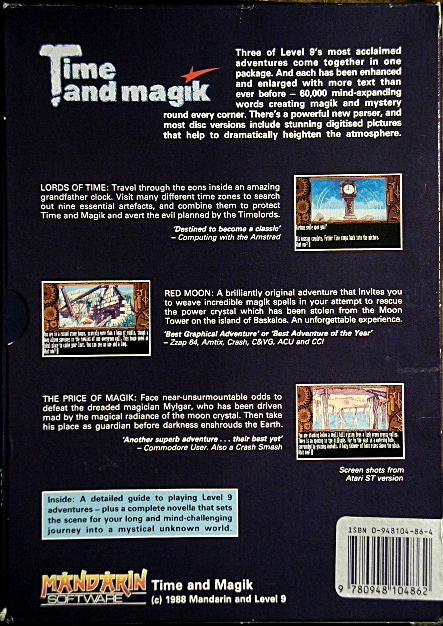 Time
and magik
Three of Level 9's most acclaimed
adventures come together in one
package. And each has been enhanced
and enlarged with more text than
ever before – 60,000 mind-expanding
words creating magik and mystery
round every corner. There's a powerful new parser, and
most disc versions include stunning digitised pictures
that help to dramatically heighten the atmosphere.
LORDS OF TIME: Travel through the eons inside an amazing
grandfather clock. Visit many different time zones to search
out nine essential artefacts, and combine them to protect
Time and Magik and avert the evil planned by the Timelords.
'Destined to become a classic'
– Computing with the Amstrad
RED MOON: A brilliantly original adventure that invites you
to weave incredible magik spells in your attempt to rescue
the power crystal which has been stolen from the Moon
Tower on the island of Baskalos. An unforgettable experience.
'Best Graphical Adventure' or 'Best Adventure of the Year'
– Zzap 64, Amtix, Crash, C&VG, ACU and CCI
THE PRICE OF MAGIK: Face near-unsurmountable odds to
defeat the dreaded magician Myglar, who has been driven
mad by the magical radiance of the moon crystal. Then take
his place as guardian before darkness enshrouds the Earth.
'Another superb adventure . . . their best yet'
– Commodore User. Also a Crash Smash
Screen shots from
Atari ST version
Inside: A detailed guide to playing Level 9
adventures – plus a complete novella that sets
the scene for your long and mind-challenging
journey into a mystical unknown world.
ISBN 0-948104-86-4
9 780948 104862
MANDARIN
SOFTWARE
Time and Magik
(c) 1988 Mandarin and Level 9